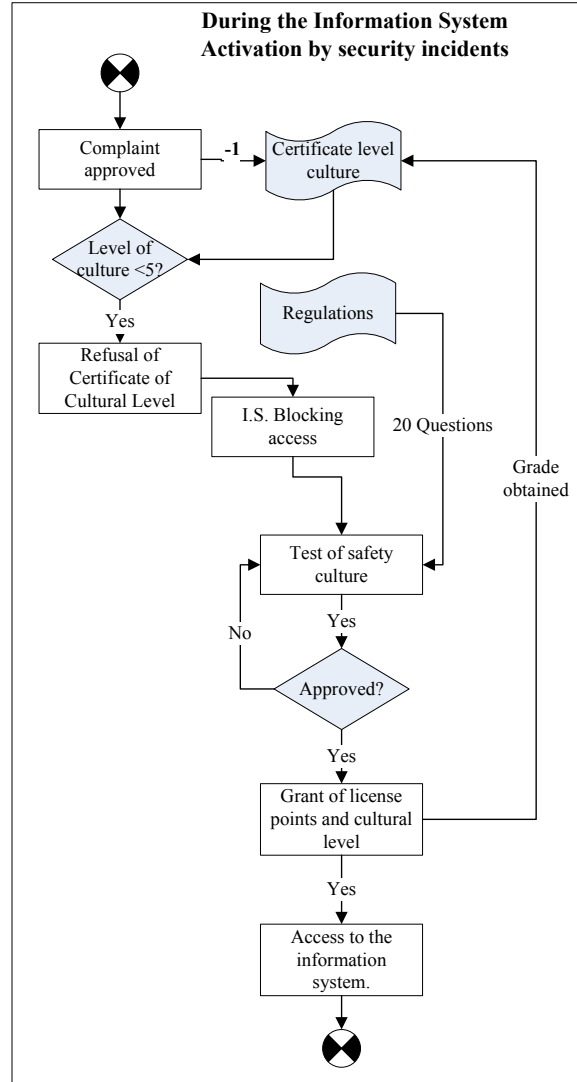 During the Information System
Activation by security incidents
Complaint
approved
-1
Certificate level
culture
Level of
culture <5?
Yes
Regulations
Refusal of
Certificate of
Cultural Level
I.S. Blocking
access
20 Questions
Grade
obtained
Test of safety
culture
Yes
No
Approved?
Yes
Grant of license
points and cultural
level
Yes
Access to the
information
system.